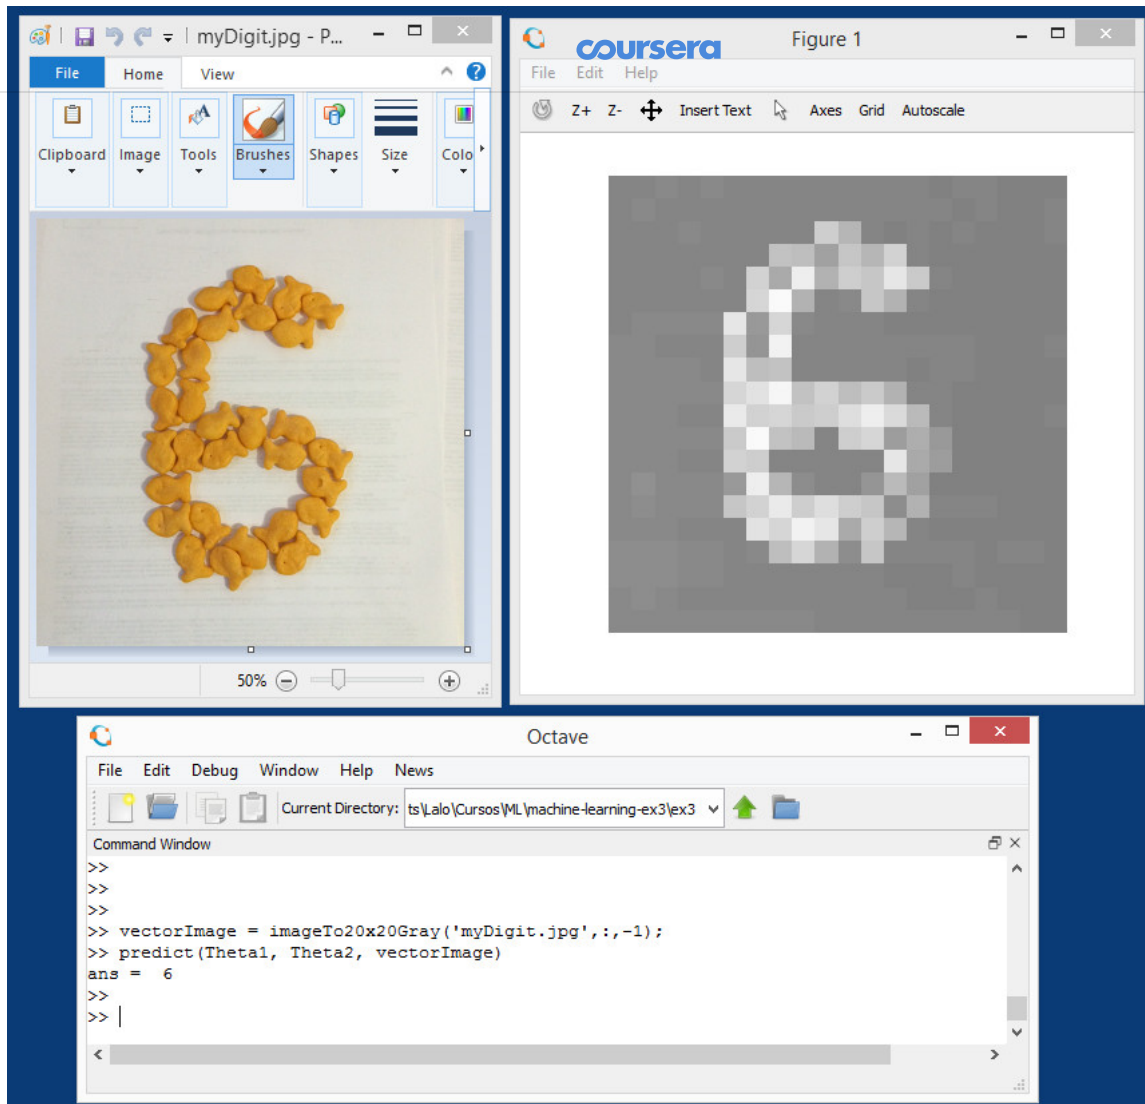 myDigit.jpg - P...
File Home View
Clipboard Image Tools Brushes Shapes Size Colo
50%
coursera
Figure 1
File Edit Help
Z+ Z- Insert Text Axes Grid Autoscale
Octave
File Edit Debug Window Help News
Current Directory: ts\Lalo\Cursos\ML\machine-learning-ex3\ex3
Command Window
>>
>>
>>
>> vectorImage = imageTo20x20Gray('myDigit.jpg',:,-1);
>> predict(Theta1, Theta2, vectorImage)
ans =  6
>>
>>